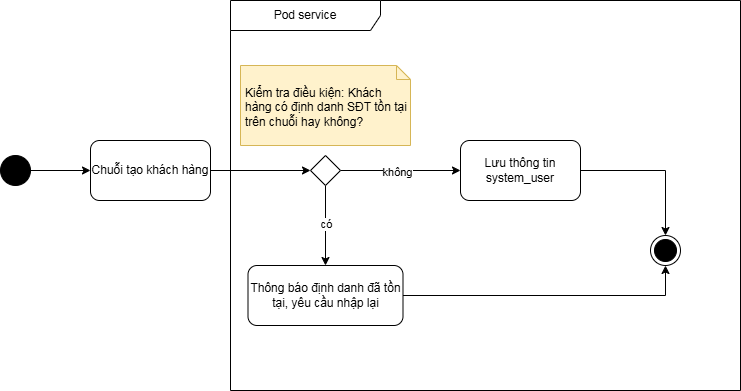 Pod service
Kiểm tra điều kiện: Khách
hàng có định danh SĐT tồn tại
trên chuỗi hay không?
Chuỗi tạo khách hàng
không
Lưu thông tin
system_user
có
Thông báo định danh đã tồn
tại, yêu cầu nhập lại